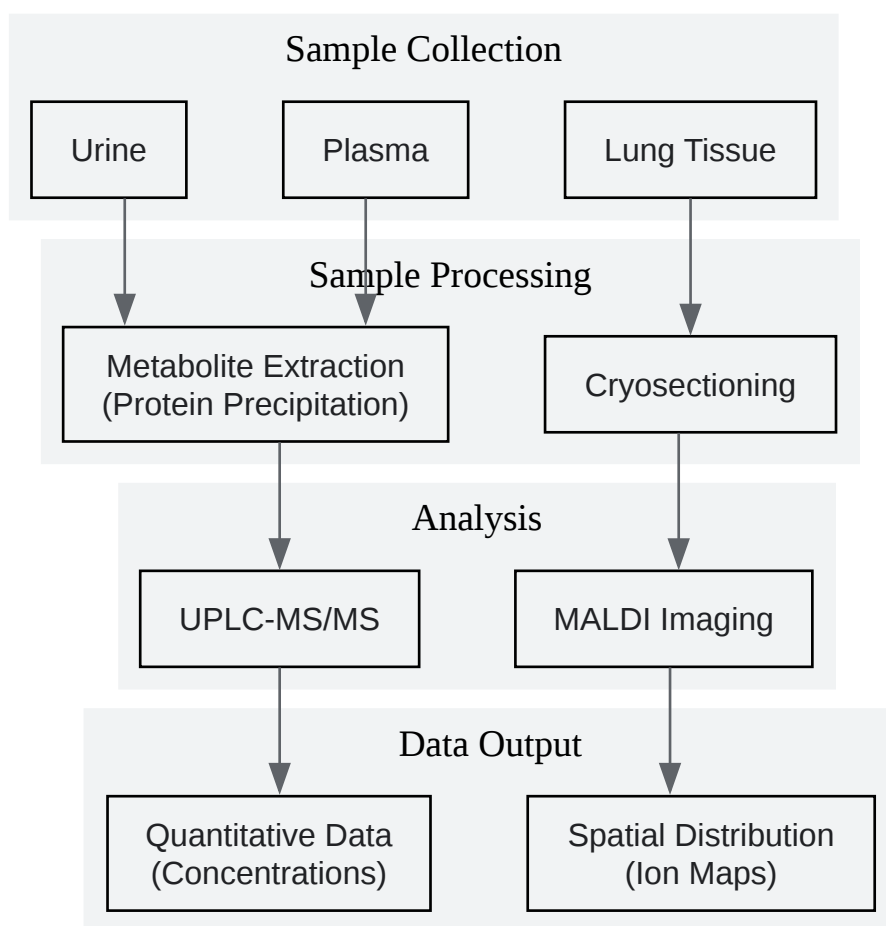 Sample Collection
Urine
Plasma
Lung Tissue
Sample Processing
Metabolite Extraction
(Protein Precipitation)
Cryosectioning
Analysis
UPLC-MS/MS
MALDI Imaging
Data Output
Quantitative Data
(Concentrations)
Spatial Distribution
(Ion Maps)